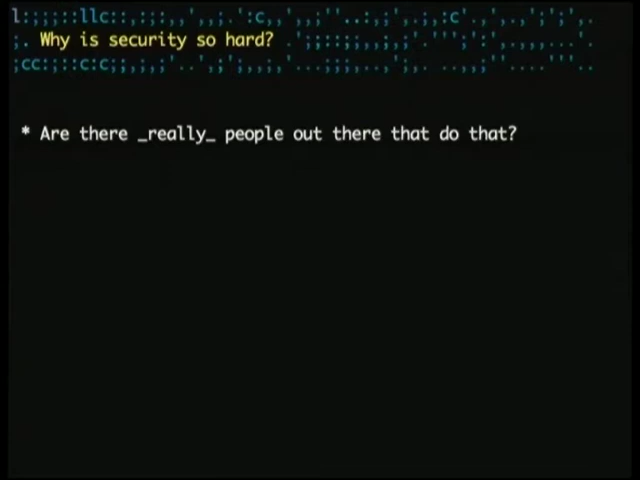 Why is security so hard?
* Are there _really_ people out there that do that?